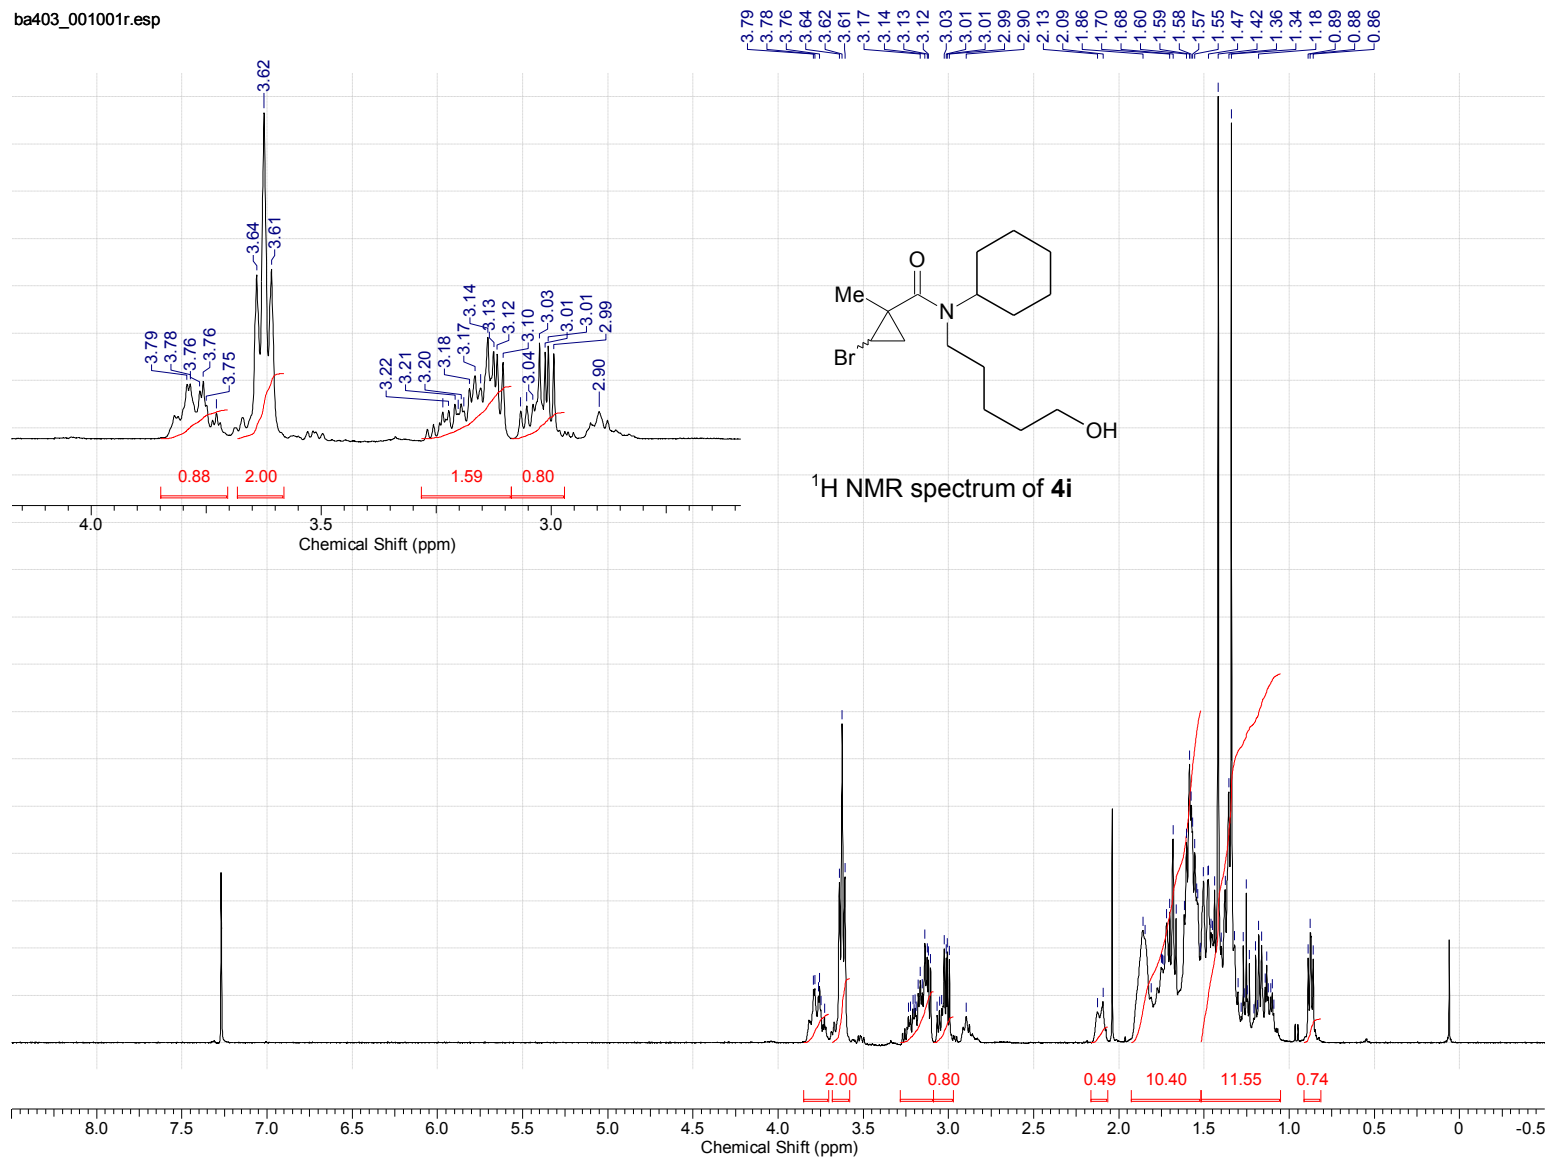 ba403_001001r.esp
3.79 3.78 3.76 3.64 3.62 3.61 3.17 3.14 3.13 3.12 3.03 3.01 3.01 2.99 2.90 2.13 2.09 1.86 1.70 1.68 1.60 1.59 1.58 1.57 1.55 1.47 1.42 1.36 1.34 1.18 0.89 0.88 0.86
3.62
3.64
3.61
3.79 3.78 3.76 3.76 3.75
3.22 3.21 3.20 3.18 3.17 3.14 3.13 3.12 3.10 3.04 3.03 3.01 3.01 2.99 2.90
0.88 2.00 1.59 0.80
4.0 3.5 3.0
Chemical Shift (ppm)
O
Me
N
Br
OH
1H NMR spectrum of 4i
2.00 0.80 0.49 10.40 11.55 0.74
8.0 7.5 7.0 6.5 6.0 5.5 5.0 4.5 4.0 3.5 3.0 2.5 2.0 1.5 1.0 0.5 0 -0.5
Chemical Shift (ppm)